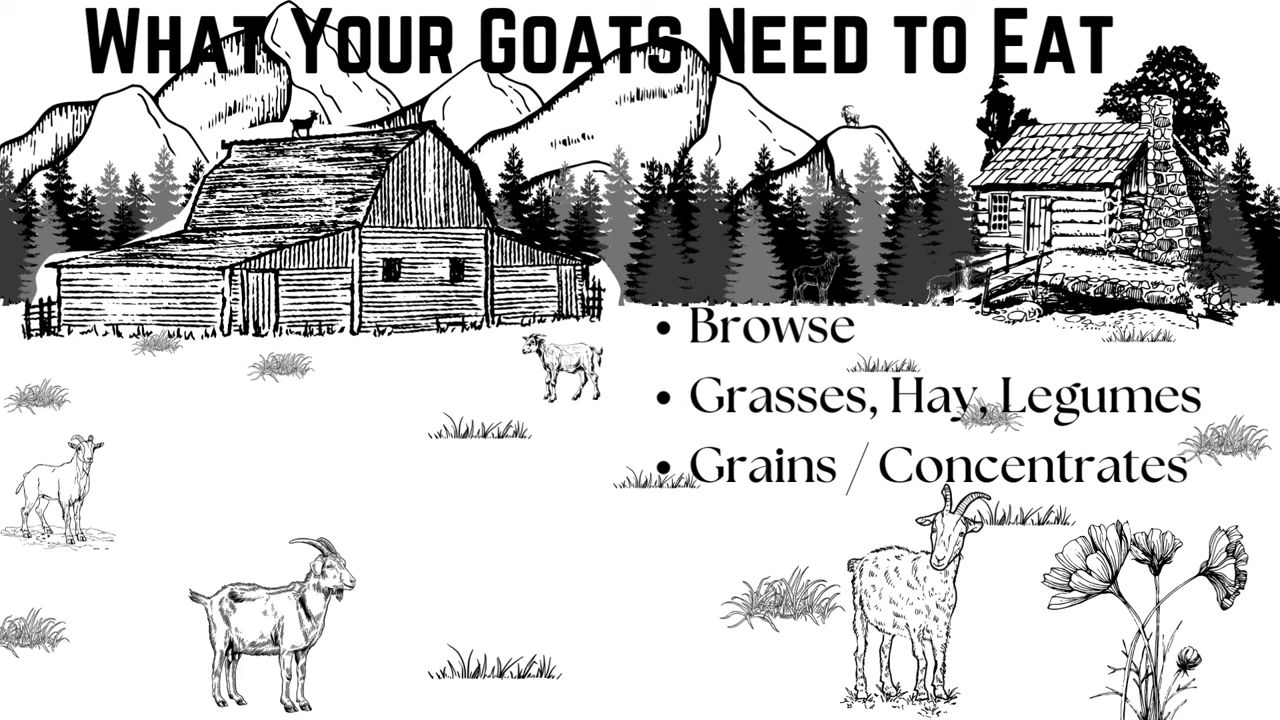 What Your Goats Need to Eat
• Browse
• Grasses, Hay, Legumes
• Grains / Concentrates